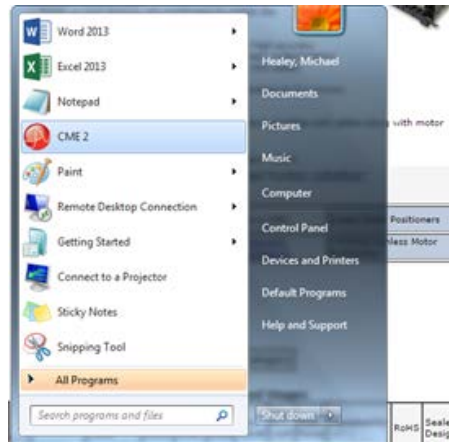 Word 2013
Excel 2013
Notepad
CME 2
Paint
Remote Desktop Connection
Getting Started
Connect to a Projector
Sticky Notes
Snipping Tool
All Programs
Search programs and files
Healey, Michael
Documents
Pictures
Music
Computer
Control Panel
Devices and Printers
Default Programs
Help and Support
Shut down
with motor
Positioners
Motor
RoHS